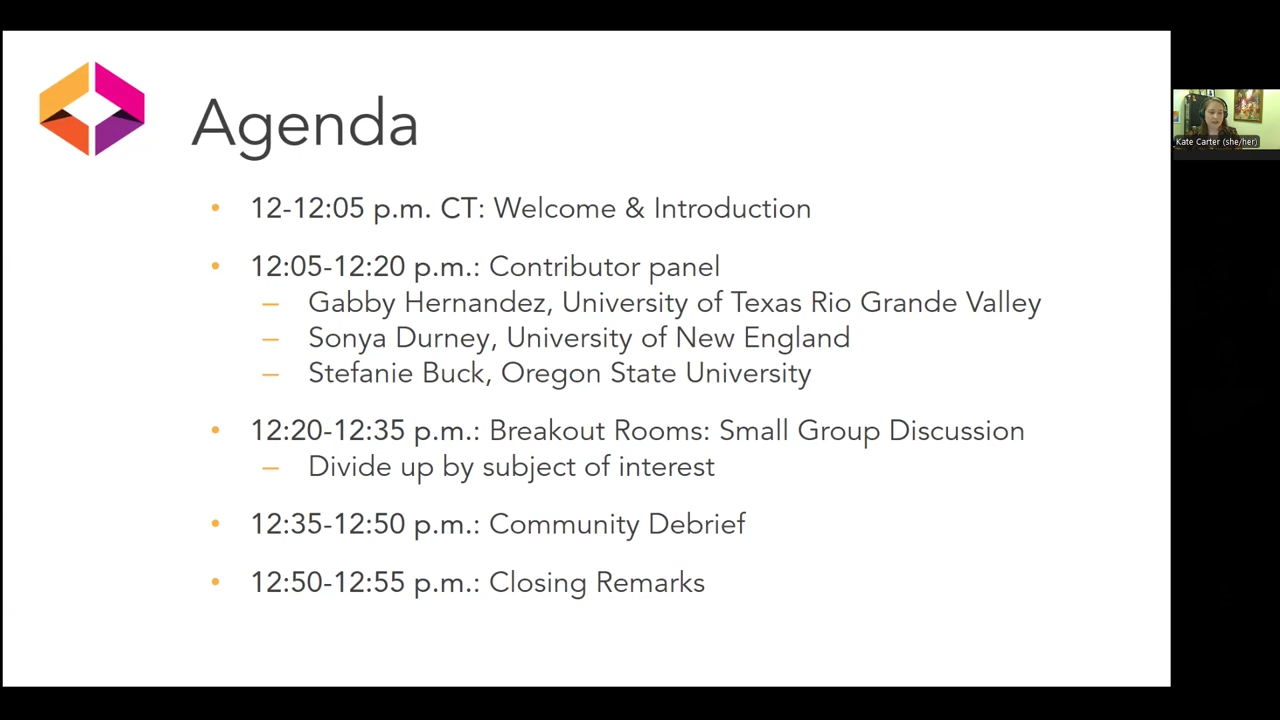 Agenda
• 12-12:05 p.m. CT: Welcome & Introduction
• 12:05-12:20 p.m.: Contributor panel
– Gabby Hernandez, University of Texas Rio Grande Valley
– Sonya Durney, University of New England
– Stefanie Buck, Oregon State University
• 12:20-12:35 p.m.: Breakout Rooms: Small Group Discussion
– Divide up by subject of interest
• 12:35-12:50 p.m.: Community Debrief
• 12:50-12:55 p.m.: Closing Remarks
Kate Carter (she/her)